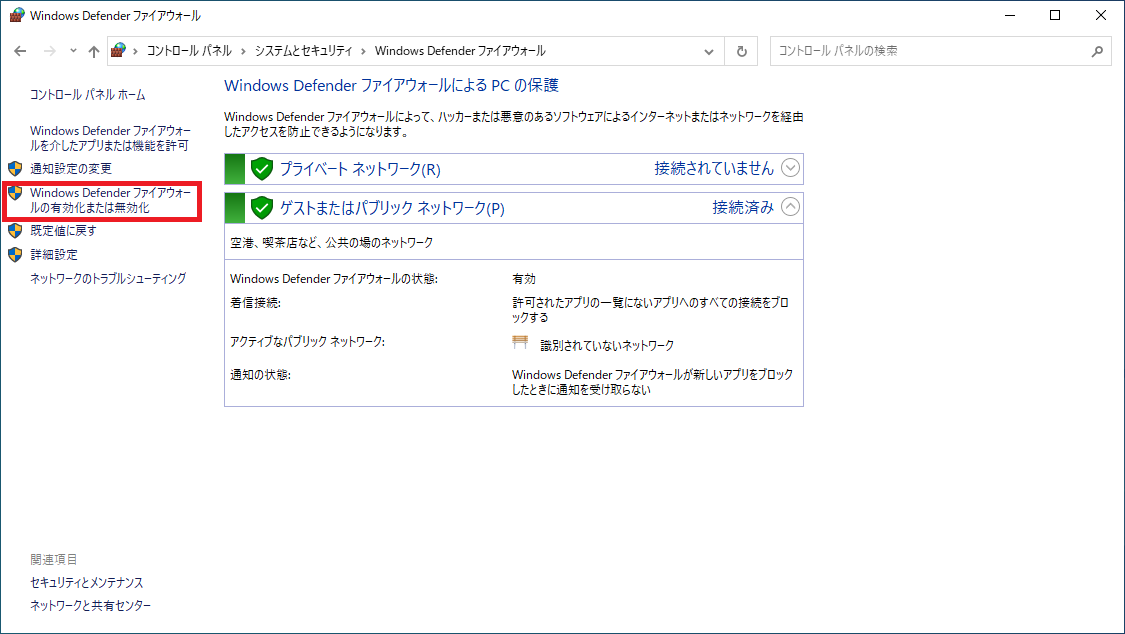 Windows Defender ファイアウォール
コントロール パネル › システムとセキュリティ › Windows Defender ファイアウォール
コントロール パネルの検索
コントロール パネル ホーム
Windows Defender ファイアウォー
ルを介したアプリまたは機能を許可
通知設定の変更
Windows Defender ファイアウォー
ルの有効化または無効化
既定値に戻す
詳細設定
ネットワークのトラブルシューティング
Windows Defender ファイアウォールによる PC の保護
Windows Defender ファイアウォールによって、ハッカーまたは悪意のあるソフトウェアによるインターネットまたはネットワークを経由
したアクセスを防止できるようになります。
プライベート ネットワーク(R) 接続されていません
ゲストまたはパブリック ネットワーク(P) 接続済み
空港、喫茶店など、公共の場のネットワーク
Windows Defender ファイアウォールの状態: 有効
着信接続: 許可されたアプリの一覧にないアプリへのすべての接続をブロ
ックする
アクティブなパブリック ネットワーク: 識別されていないネットワーク
通知の状態: Windows Defender ファイアウォールが新しいアプリをブロック
したときに通知を受け取らない
関連項目
セキュリティとメンテナンス
ネットワークと共有センター